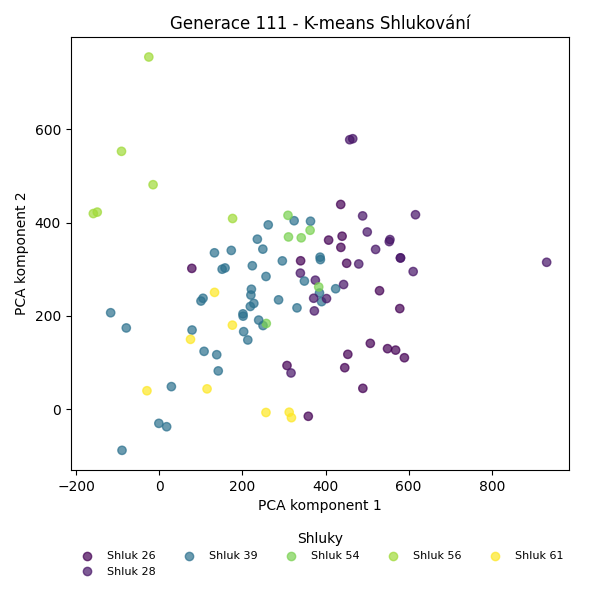 Generace 111 - K-means Shlukování
PCA komponent 2
600
400
200
0
−200 0 200 400 600 800
PCA komponent 1
Shluky
Shluk 26 Shluk 39 Shluk 54 Shluk 56 Shluk 61
Shluk 28